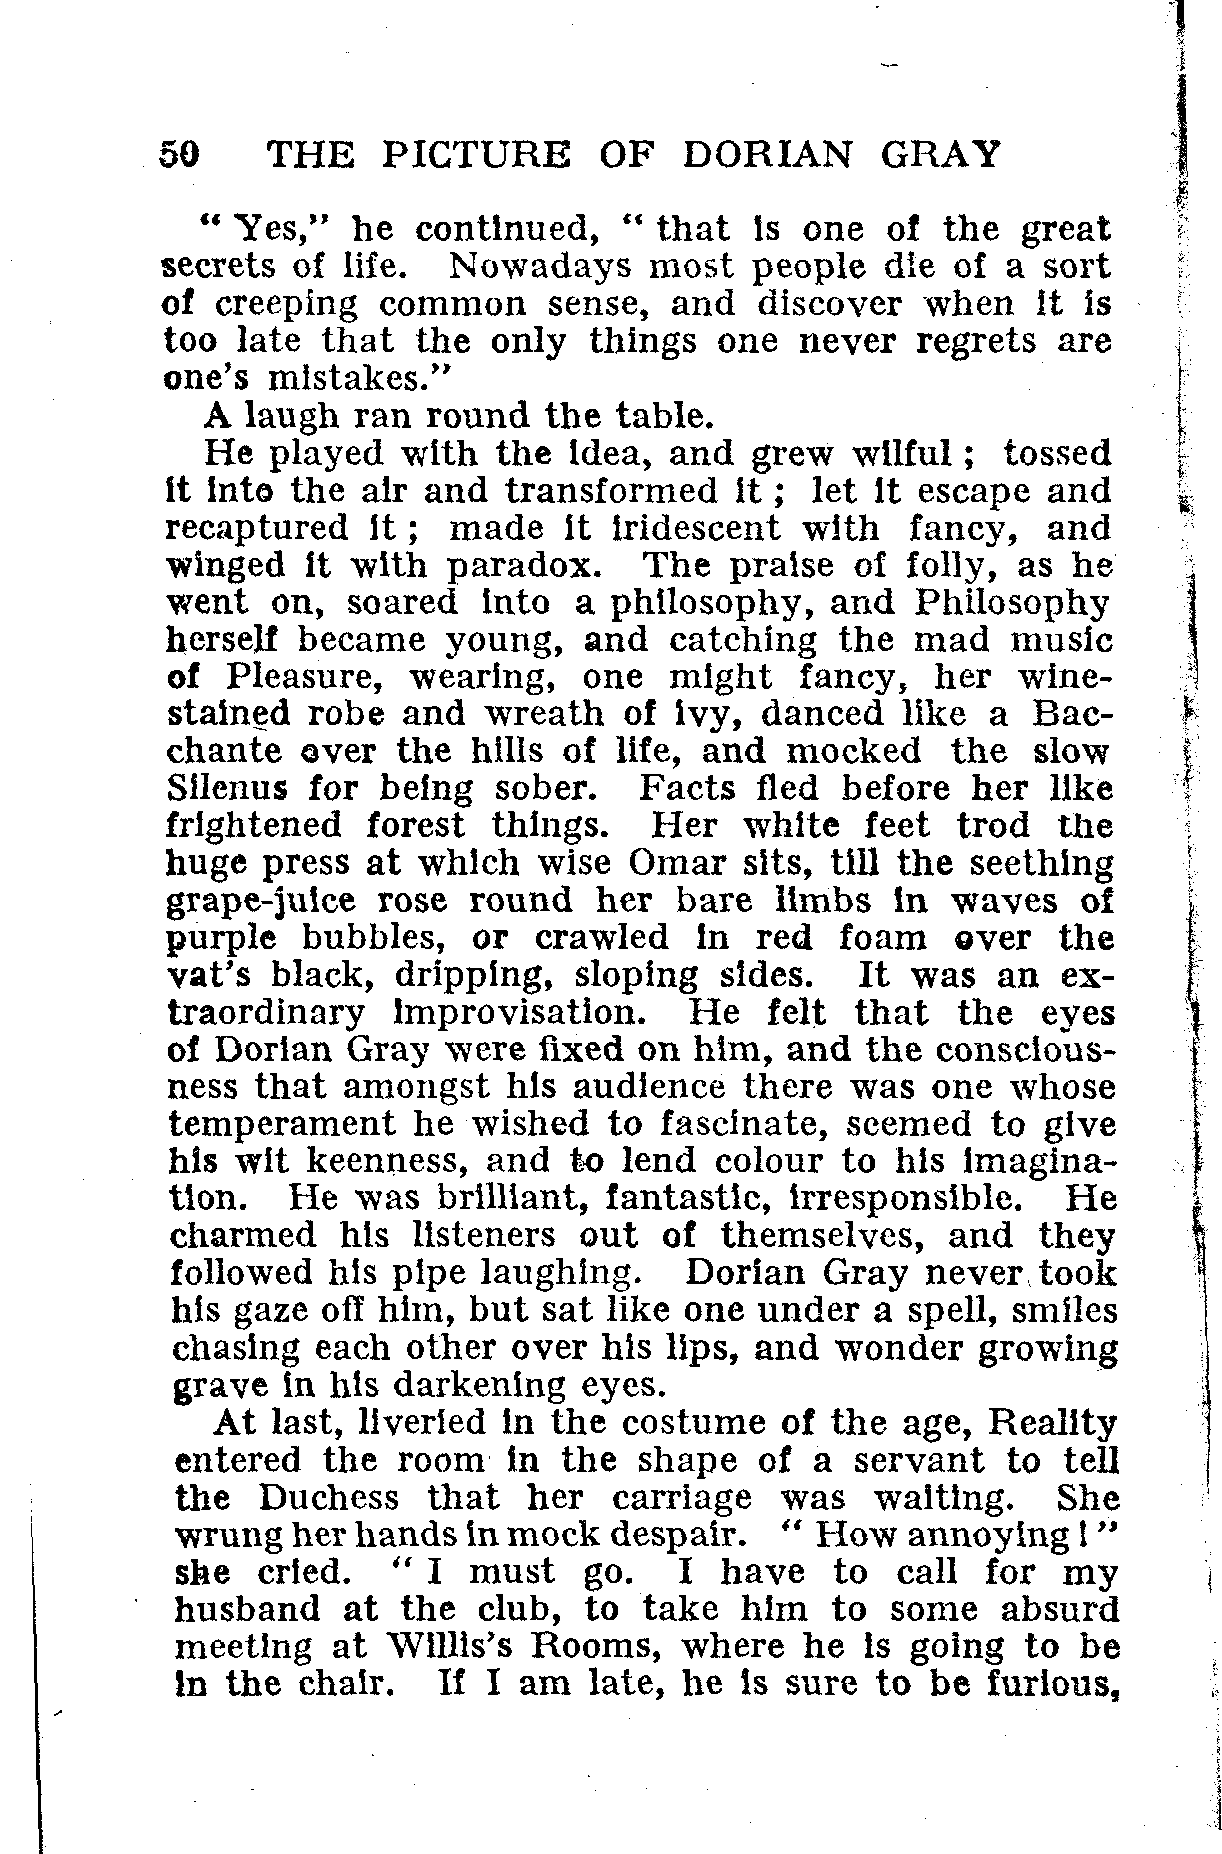 50 THE PICTURE OF DORIAN GRAY
“ Yes,” he continued, “ that is one of the great
secrets of life. Nowadays most people die of a sort
of creeping common sense, and discover when it is
too late that the only things one never regrets are
one's mistakes.”
A laugh ran round the table.
He played with the idea, and grew wilful ; tossed
it into the air and transformed it ; let it escape and
recaptured it ; made it iridescent with fancy, and
winged it with paradox. The praise of folly, as he
went on, soared into a philosophy, and Philosophy
herself became young, and catching the mad music
of Pleasure, wearing, one might fancy, her wine-
stained robe and wreath of ivy, danced like a Bac-
chante over the hills of life, and mocked the slow
Silenus for being sober. Facts fled before her like
frightened forest things. Her white feet trod the
huge press at which wise Omar sits, till the seething
grape-juice rose round her bare limbs in waves of
purple bubbles, or crawled in red foam over the
vat's black, dripping, sloping sides. It was an ex-
traordinary improvisation. He felt that the eyes
of Dorian Gray were fixed on him, and the conscious-
ness that amongst his audience there was one whose
temperament he wished to fascinate, seemed to give
his wit keenness, and to lend colour to his imagina-
tion. He was brilliant, fantastic, irresponsible. He
charmed his listeners out of themselves, and they
followed his pipe laughing. Dorian Gray never took
his gaze off him, but sat like one under a spell, smiles
chasing each other over his lips, and wonder growing
grave in his darkening eyes.
At last, liveried in the costume of the age, Reality
entered the room in the shape of a servant to tell
the Duchess that her carriage was waiting. She
wrung her hands in mock despair. “ How annoying ! ”
she cried. “ I must go. I have to call for my
husband at the club, to take him to some absurd
meeting at Willis's Rooms, where he is going to be
in the chair. If I am late, he is sure to be furious,